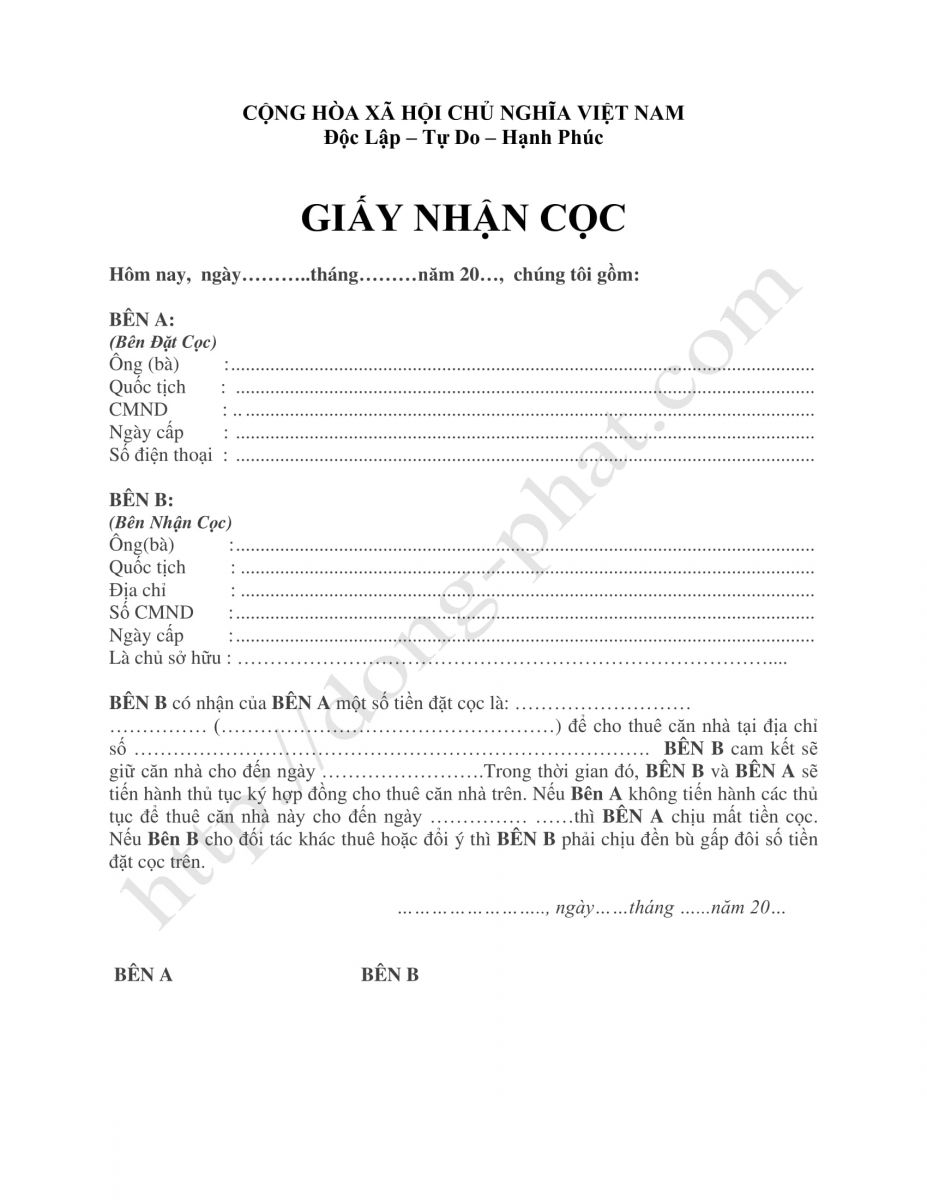 CỘNG HÒA XÃ HỘI CHỦ NGHĨA VIỆT NAM
Độc Lập – Tự Do – Hạnh Phúc
GIẤY NHẬN CỌC
Hôm nay, ngày………..tháng………năm 20…, chúng tôi gồm:
BÊN A:
(Bên Đặt Cọc)
Ông (bà) :....................................................................................................
Quốc tịch : ....................................................................................................
CMND : .. ..................................................................................................
Ngày cấp : ....................................................................................................
Số điện thoại : ....................................................................................................
BÊN B:
(Bên Nhận Cọc)
Ông(bà) :....................................................................................................
Quốc tịch : ....................................................................................................
Địa chỉ : ....................................................................................................
Số CMND :....................................................................................................
Ngày cấp :....................................................................................................
Là chủ sở hữu : …………………………………………………………………………....
BÊN B có nhận của BÊN A một số tiền đặt cọc là: ………………………
…………… (……………………………………………) để cho thuê căn nhà tại địa chỉ
số ……………………………………………………………………. BÊN B cam kết sẽ
giữ căn nhà cho đến ngày …………………….Trong thời gian đó, BÊN B và BÊN A sẽ
tiến hành thủ tục ký hợp đồng cho thuê căn nhà trên. Nếu Bên A không tiến hành các thủ
tục để thuê căn nhà này cho đến ngày …………… ……thì BÊN A chịu mất tiền cọc.
Nếu Bên B cho đối tác khác thuê hoặc đổi ý thì BÊN B phải chịu đền bù gấp đôi số tiền
đặt cọc trên.
…………………….., ngày……tháng …...năm 20…
BÊN A BÊN B
http://dong-phat.com